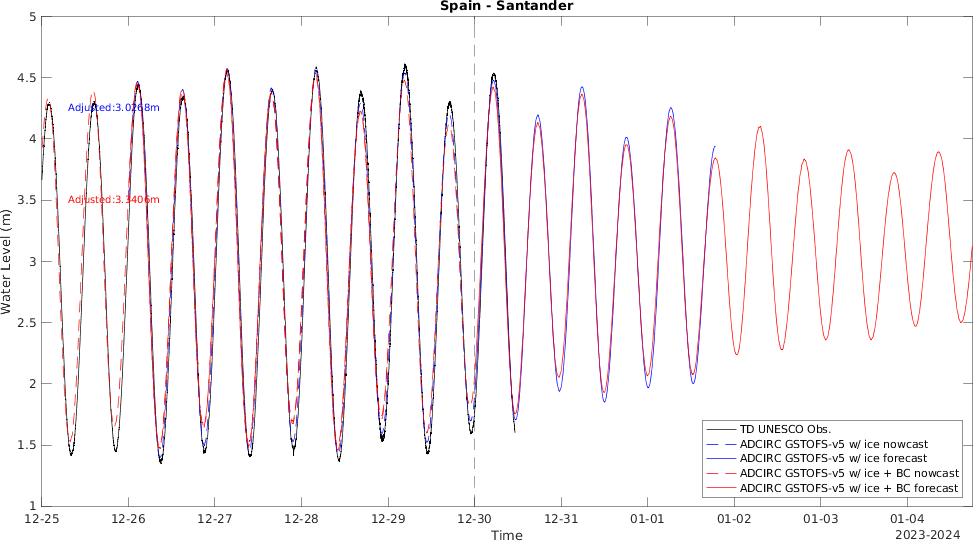 Spain - Santander
5
4.5
4
3.5
3
2.5
2
1.5
1
Water Level (m)
Adjusted:3.0268m
Adjusted:3.3406m
TD UNESCO Obs.
ADCIRC GSTOFS-v5 w/ ice nowcast
ADCIRC GSTOFS-v5 w/ ice forecast
ADCIRC GSTOFS-v5 w/ ice + BC nowcast
ADCIRC GSTOFS-v5 w/ ice + BC forecast
12-25 12-26 12-27 12-28 12-29 12-30 12-31 01-01 01-02 01-03 01-04
Time
2023-2024